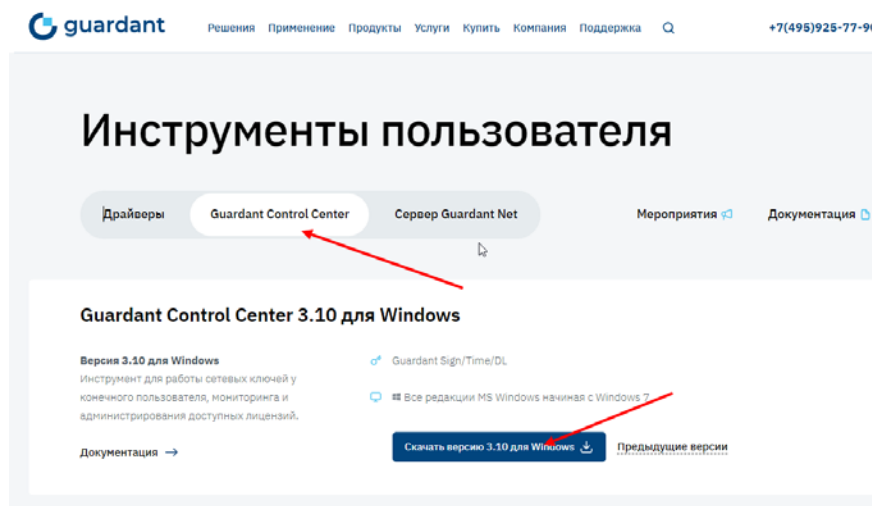 guardant Решения Применение Продукты Услуги Купить Компания Поддержка +7(495)925-77-90
Инструменты пользователя
Драйверы Guardant Control Center Сервер Guardant Net Мероприятия Документация
Guardant Control Center 3.10 для Windows
Версия 3.10 для Windows
Инструмент для работы сетевых ключей у
конечного пользователя, мониторинга и
администрирования доступных лицензий.
Документация →
Guardant Sign/Time/DL
Все редакции MS Windows начиная с Windows 7
Скачать версию 3.10 для Windows Предыдущие версии